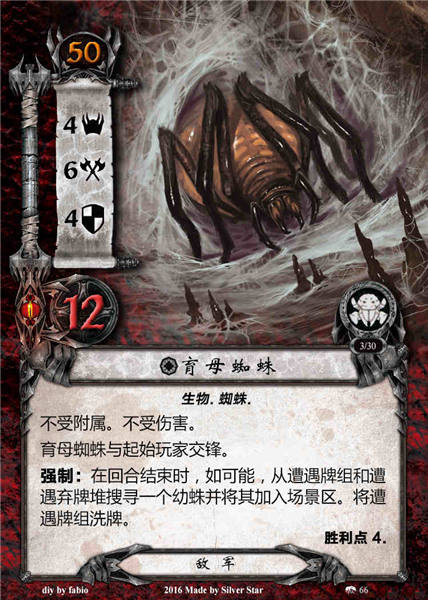 50
4
6
4
12
3/30
育母蜘蛛
生物. 蜘蛛.
不受附属。不受伤害。
育母蜘蛛与起始玩家交锋。
强制：在回合结束时，如可能，从遭遇牌组和遭
遇弃牌堆搜寻一个幼蛛并将其加入场景区。将遭
遇牌组洗牌。
胜利点 4.
敌军
diy by fabio 2016 Made by Silver Star 66